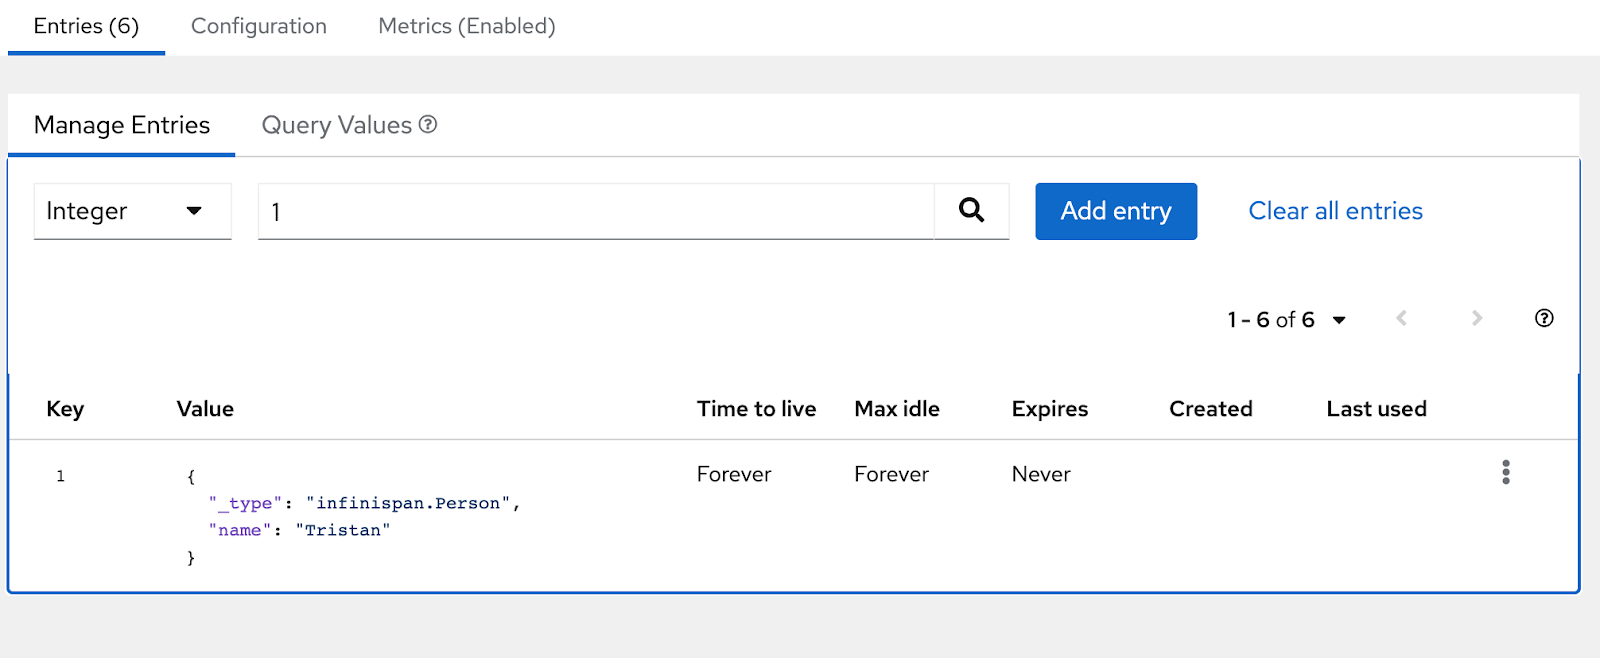 Entries (6) Configuration Metrics (Enabled)
Manage Entries Query Values
Integer 1 Add entry Clear all entries
1 - 6 of 6
Key Value Time to live Max idle Expires Created Last used
1 { Forever Forever Never
"_type": "infinispan.Person",
"name": "Tristan"
}